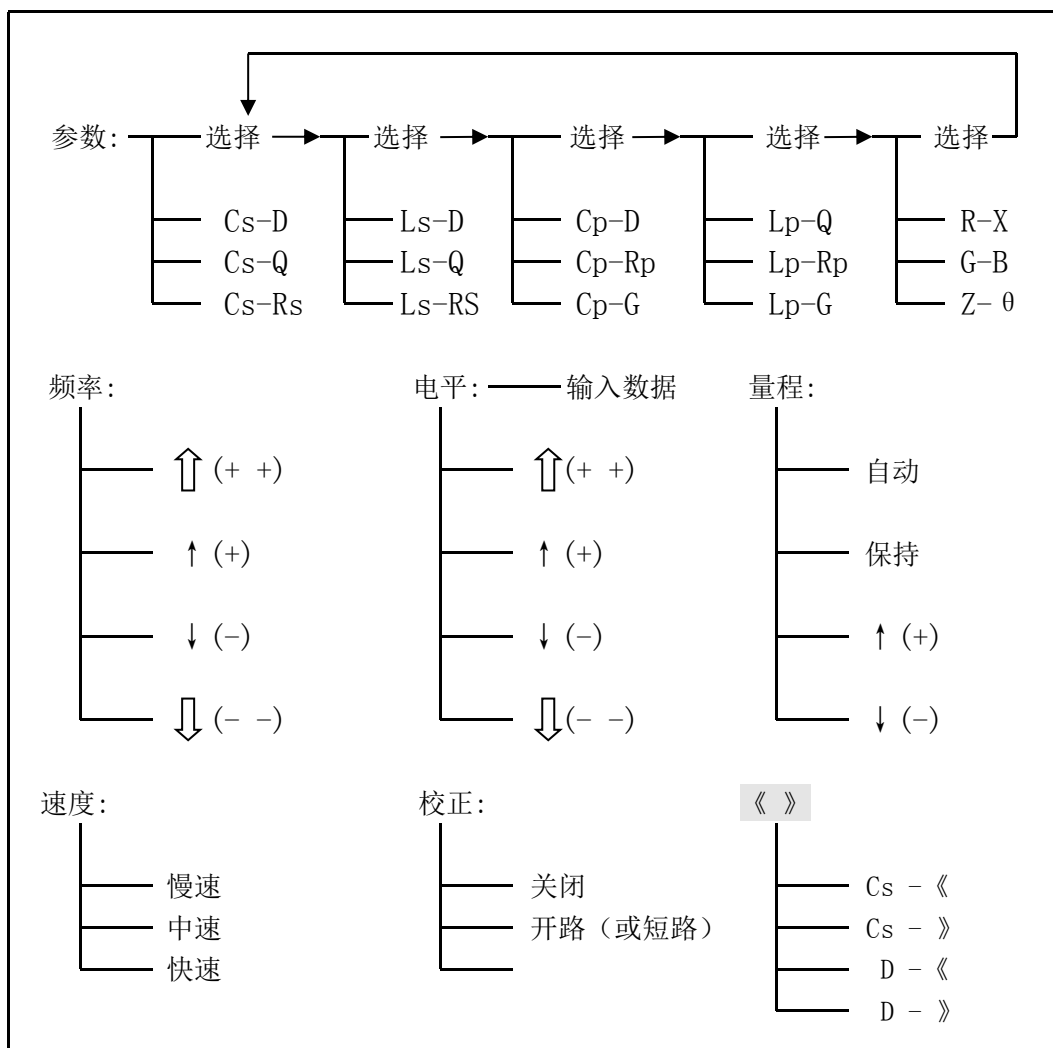 参数: 选择 选择 选择 选择 选择
Cs-D Ls-D Cp-D Lp-Q R-X
Cs-Q Ls-Q Cp-Rp Lp-Rp G-B
Cs-Rs Ls-RS Cp-G Lp-G Z-θ
频率: 电平: 输入数据 量程:
⇧(+ +) ⇧(+ +) 自动
↑(+) ↑(+) 保持
↓(-) ↓(-) ↑(+)
⇩(- -) ⇩(- -) ↓(-)
速度: 校正: 《 》
慢速 关闭 Cs -《
中速 开路（或短路） Cs - 》
快速 D -《
D - 》